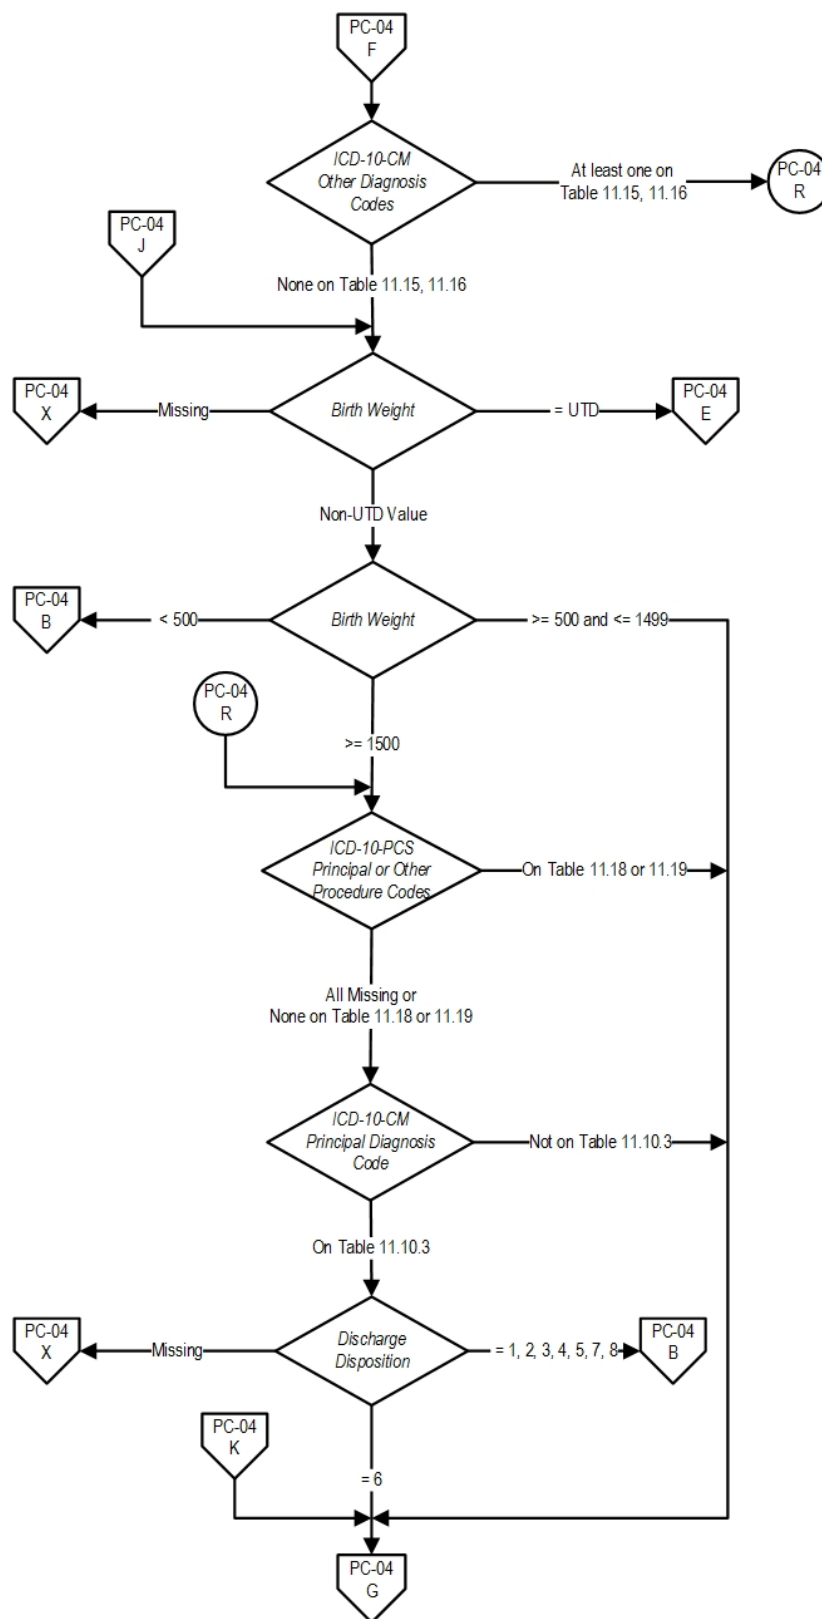 PC-04
F
ICD-10-CM
Other Diagnosis
Codes
At least one on
Table 11.15, 11.16
PC-04
R
PC-04
J
None on Table 11.15, 11.16
PC-04
X
Missing
Birth Weight
= UTD
PC-04
E
Non-UTD Value
PC-04
B
< 500
Birth Weight
>= 500 and <= 1499
PC-04
R
>= 1500
ICD-10-PCS
Principal or Other
Procedure Codes
On Table 11.18 or 11.19
All Missing or
None on Table 11.18 or 11.19
ICD-10-CM
Principal Diagnosis
Code
Not on Table 11.10.3
On Table 11.10.3
PC-04
X
Missing
Discharge
Disposition
= 1, 2, 3, 4, 5, 7, 8
PC-04
B
PC-04
K
= 6
PC-04
G